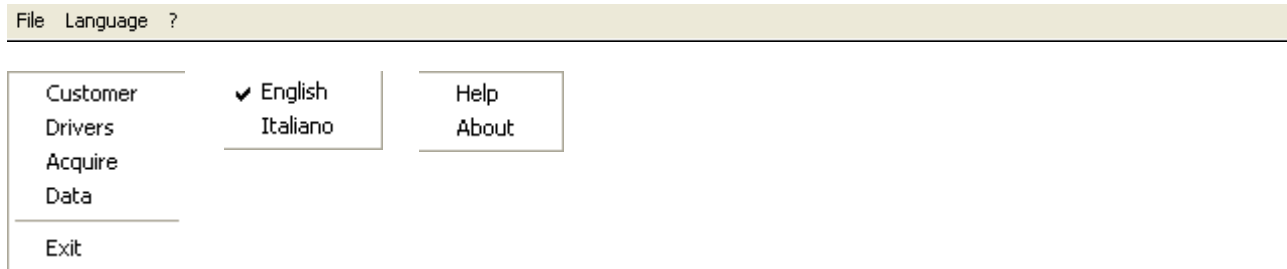 File Language ?
Customer
Drivers
Acquire
Data
Exit
English
Italiano
Help
About